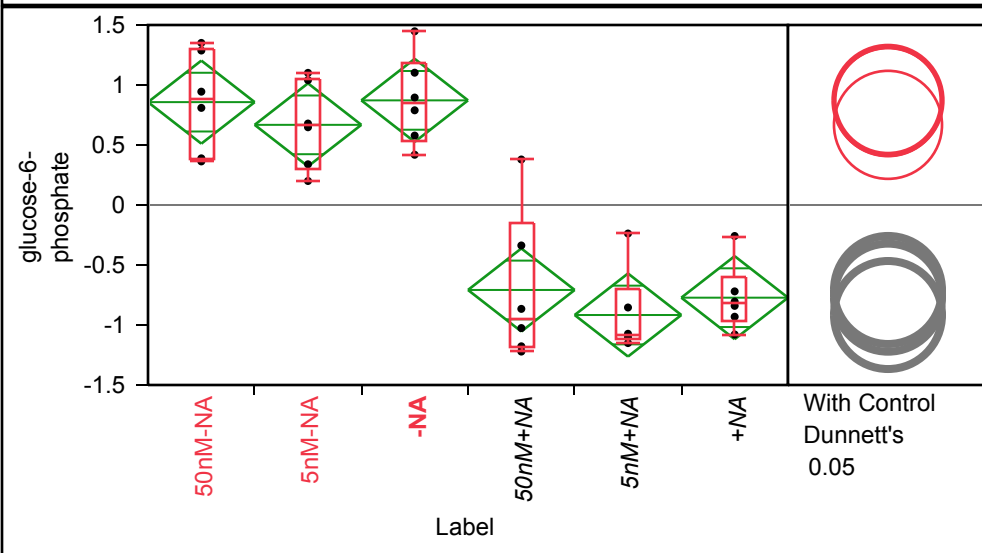 glucose-6-
phosphate
1.5
1
0.5
0
-0.5
-1
-1.5
50nM-NA
5nM-NA
-NA
50nM+NA
5nM+NA
+NA
Label
With Control
Dunnett's
0.05